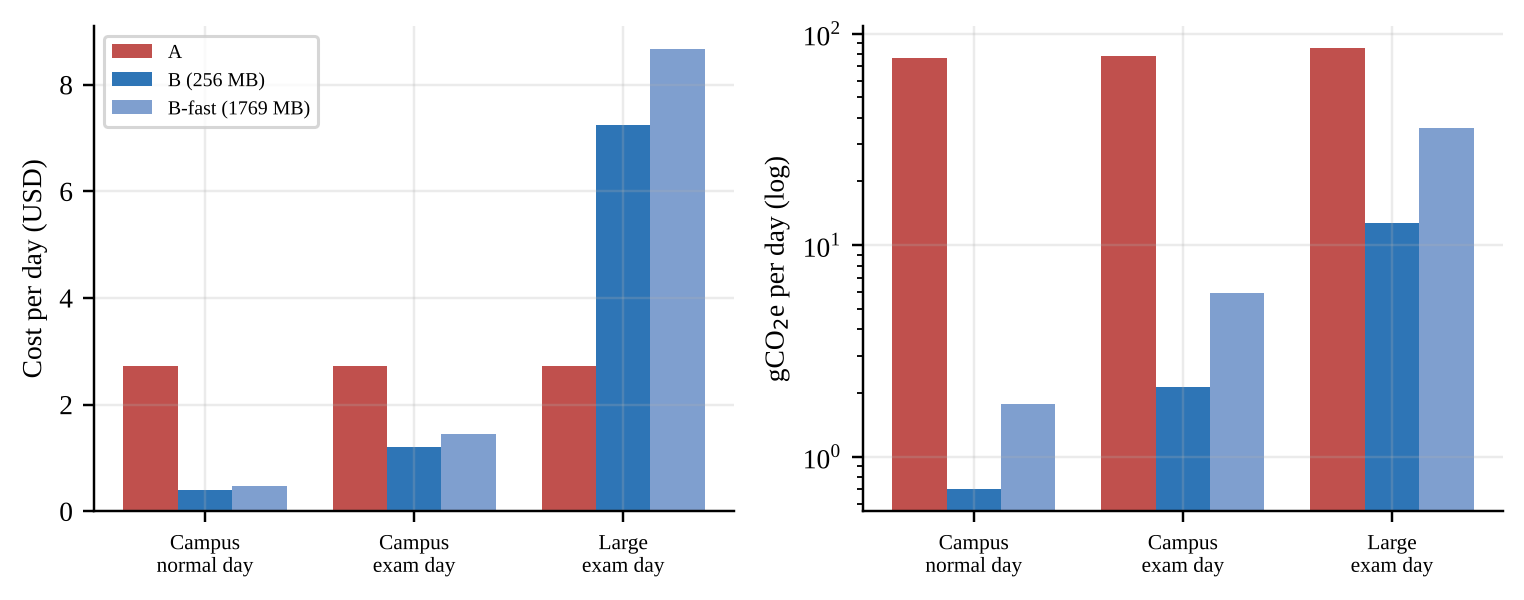 Cost per day (USD)
8
6
4
2
0
A
B (256 MB)
B-fast (1769 MB)
Campus
normal day
Campus
exam day
Large
exam day
gCO₂e per day (log)
10²
10¹
10⁰
Campus
normal day
Campus
exam day
Large
exam day